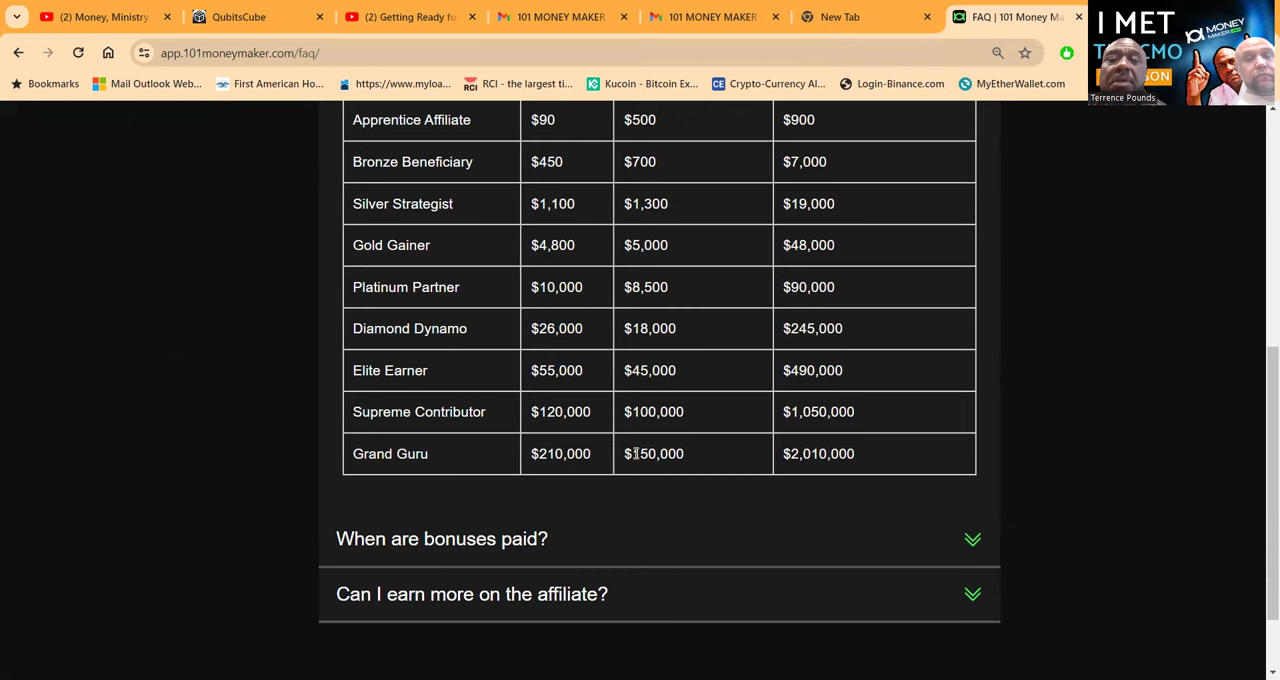 (2) Money, Ministry
QubitsCube
(2) Getting Ready fo
101 MONEY MAKER
101 MONEY MAKER
New Tab
FAQ | 101 Money Ma
app.101moneymaker.com/faq/
Bookmarks
Mail Outlook Web...
First American Ho...
https://www.myloa...
RCI - the largest ti...
Kucoin - Bitcoin Ex...
Crypto-Currency Al...
Login-Binance.com
MyEtherWallet.com
I MET
MONEY
MAKER
Terrence Pounds
Apprentice Affiliate $90 $500 $900
Bronze Beneficiary $450 $700 $7,000
Silver Strategist $1,100 $1,300 $19,000
Gold Gainer $4,800 $5,000 $48,000
Platinum Partner $10,000 $8,500 $90,000
Diamond Dynamo $26,000 $18,000 $245,000
Elite Earner $55,000 $45,000 $490,000
Supreme Contributor $120,000 $100,000 $1,050,000
Grand Guru $210,000 $2,010,000
When are bonuses paid?
Can I earn more on the affiliate?